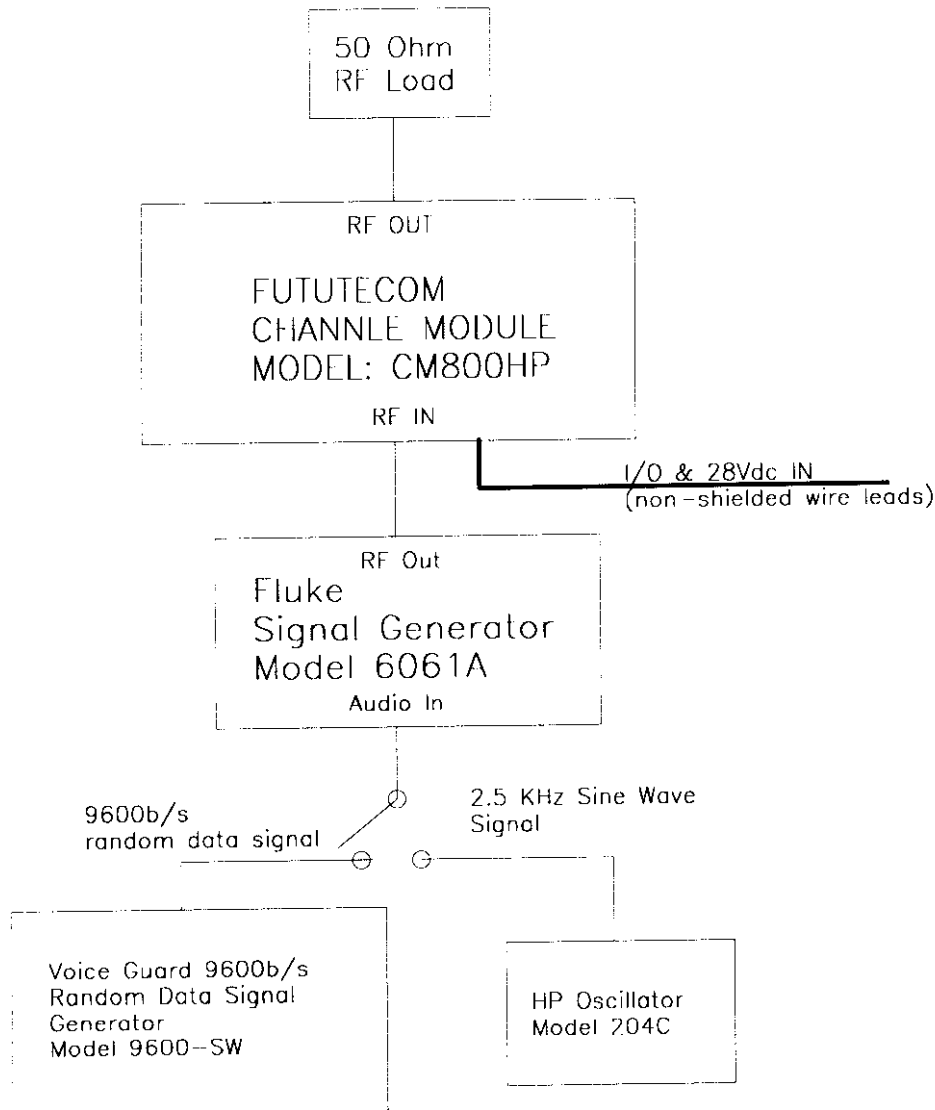 50 Ohm
RF Load
RF OUT
FUTUTECOM
CHANNLE MODULE
MODEL: CM800HP
RF IN
I/O & 28Vdc IN
(non-shielded wire leads)
RF Out
Fluke
Signal Generator
Model 6061A
Audio In
9600b/s
random data signal
2.5 KHz Sine Wave
Signal
Voice Guard 9600b/s
Random Data Signal
Generator
Model 9600-SW
HP Oscillator
Model 204C